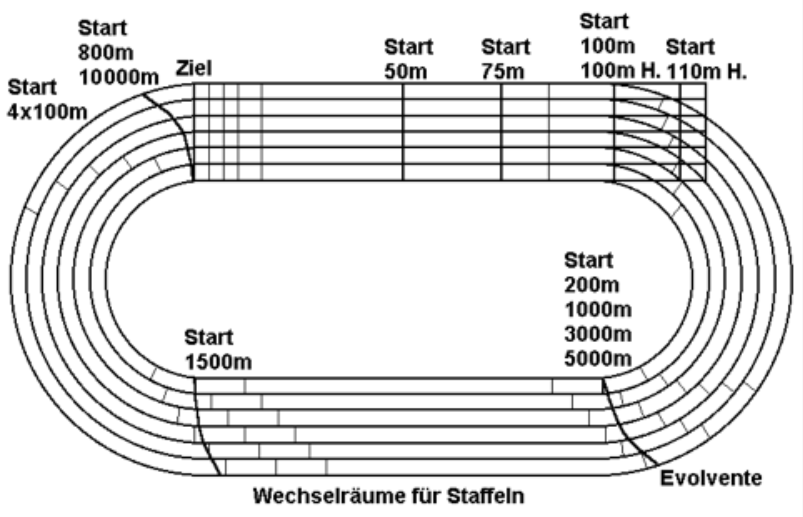 Start
800m
10000m
Ziel
Start
4x100m
Start
50m
Start
75m
Start
100m
100m H.
Start
110m H.
Start
200m
1000m
3000m
5000m
Start
1500m
Evolvente
Wechselräume für Staffeln